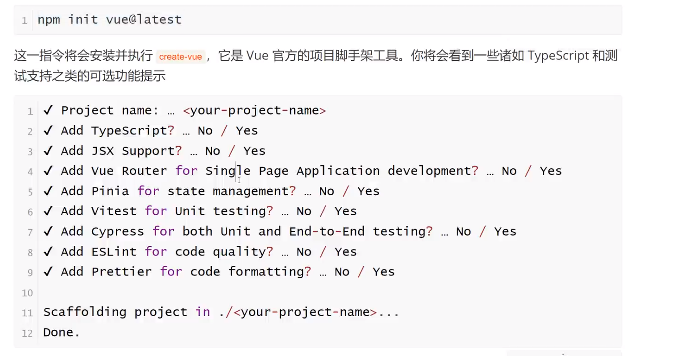 1 npm init vue@latest
这一指令将会安装并执行 create-vue，它是 Vue 官方的项目脚手架工具。你将会看到一些诸如 TypeScript 和测
试支持之类的可选功能提示
1 ✔ Project name: … <your-project-name>
2 ✔ Add TypeScript? … No / Yes
3 ✔ Add JSX Support? … No / Yes
4 ✔ Add Vue Router for Single Page Application development? … No / Yes
5 ✔ Add Pinia for state management? … No / Yes
6 ✔ Add Vitest for Unit testing? … No / Yes
7 ✔ Add Cypress for both Unit and End-to-End testing? … No / Yes
8 ✔ Add ESLint for code quality? … No / Yes
9 ✔ Add Prettier for code formatting? … No / Yes
10
11 Scaffolding project in ./<your-project-name>...
12 Done.